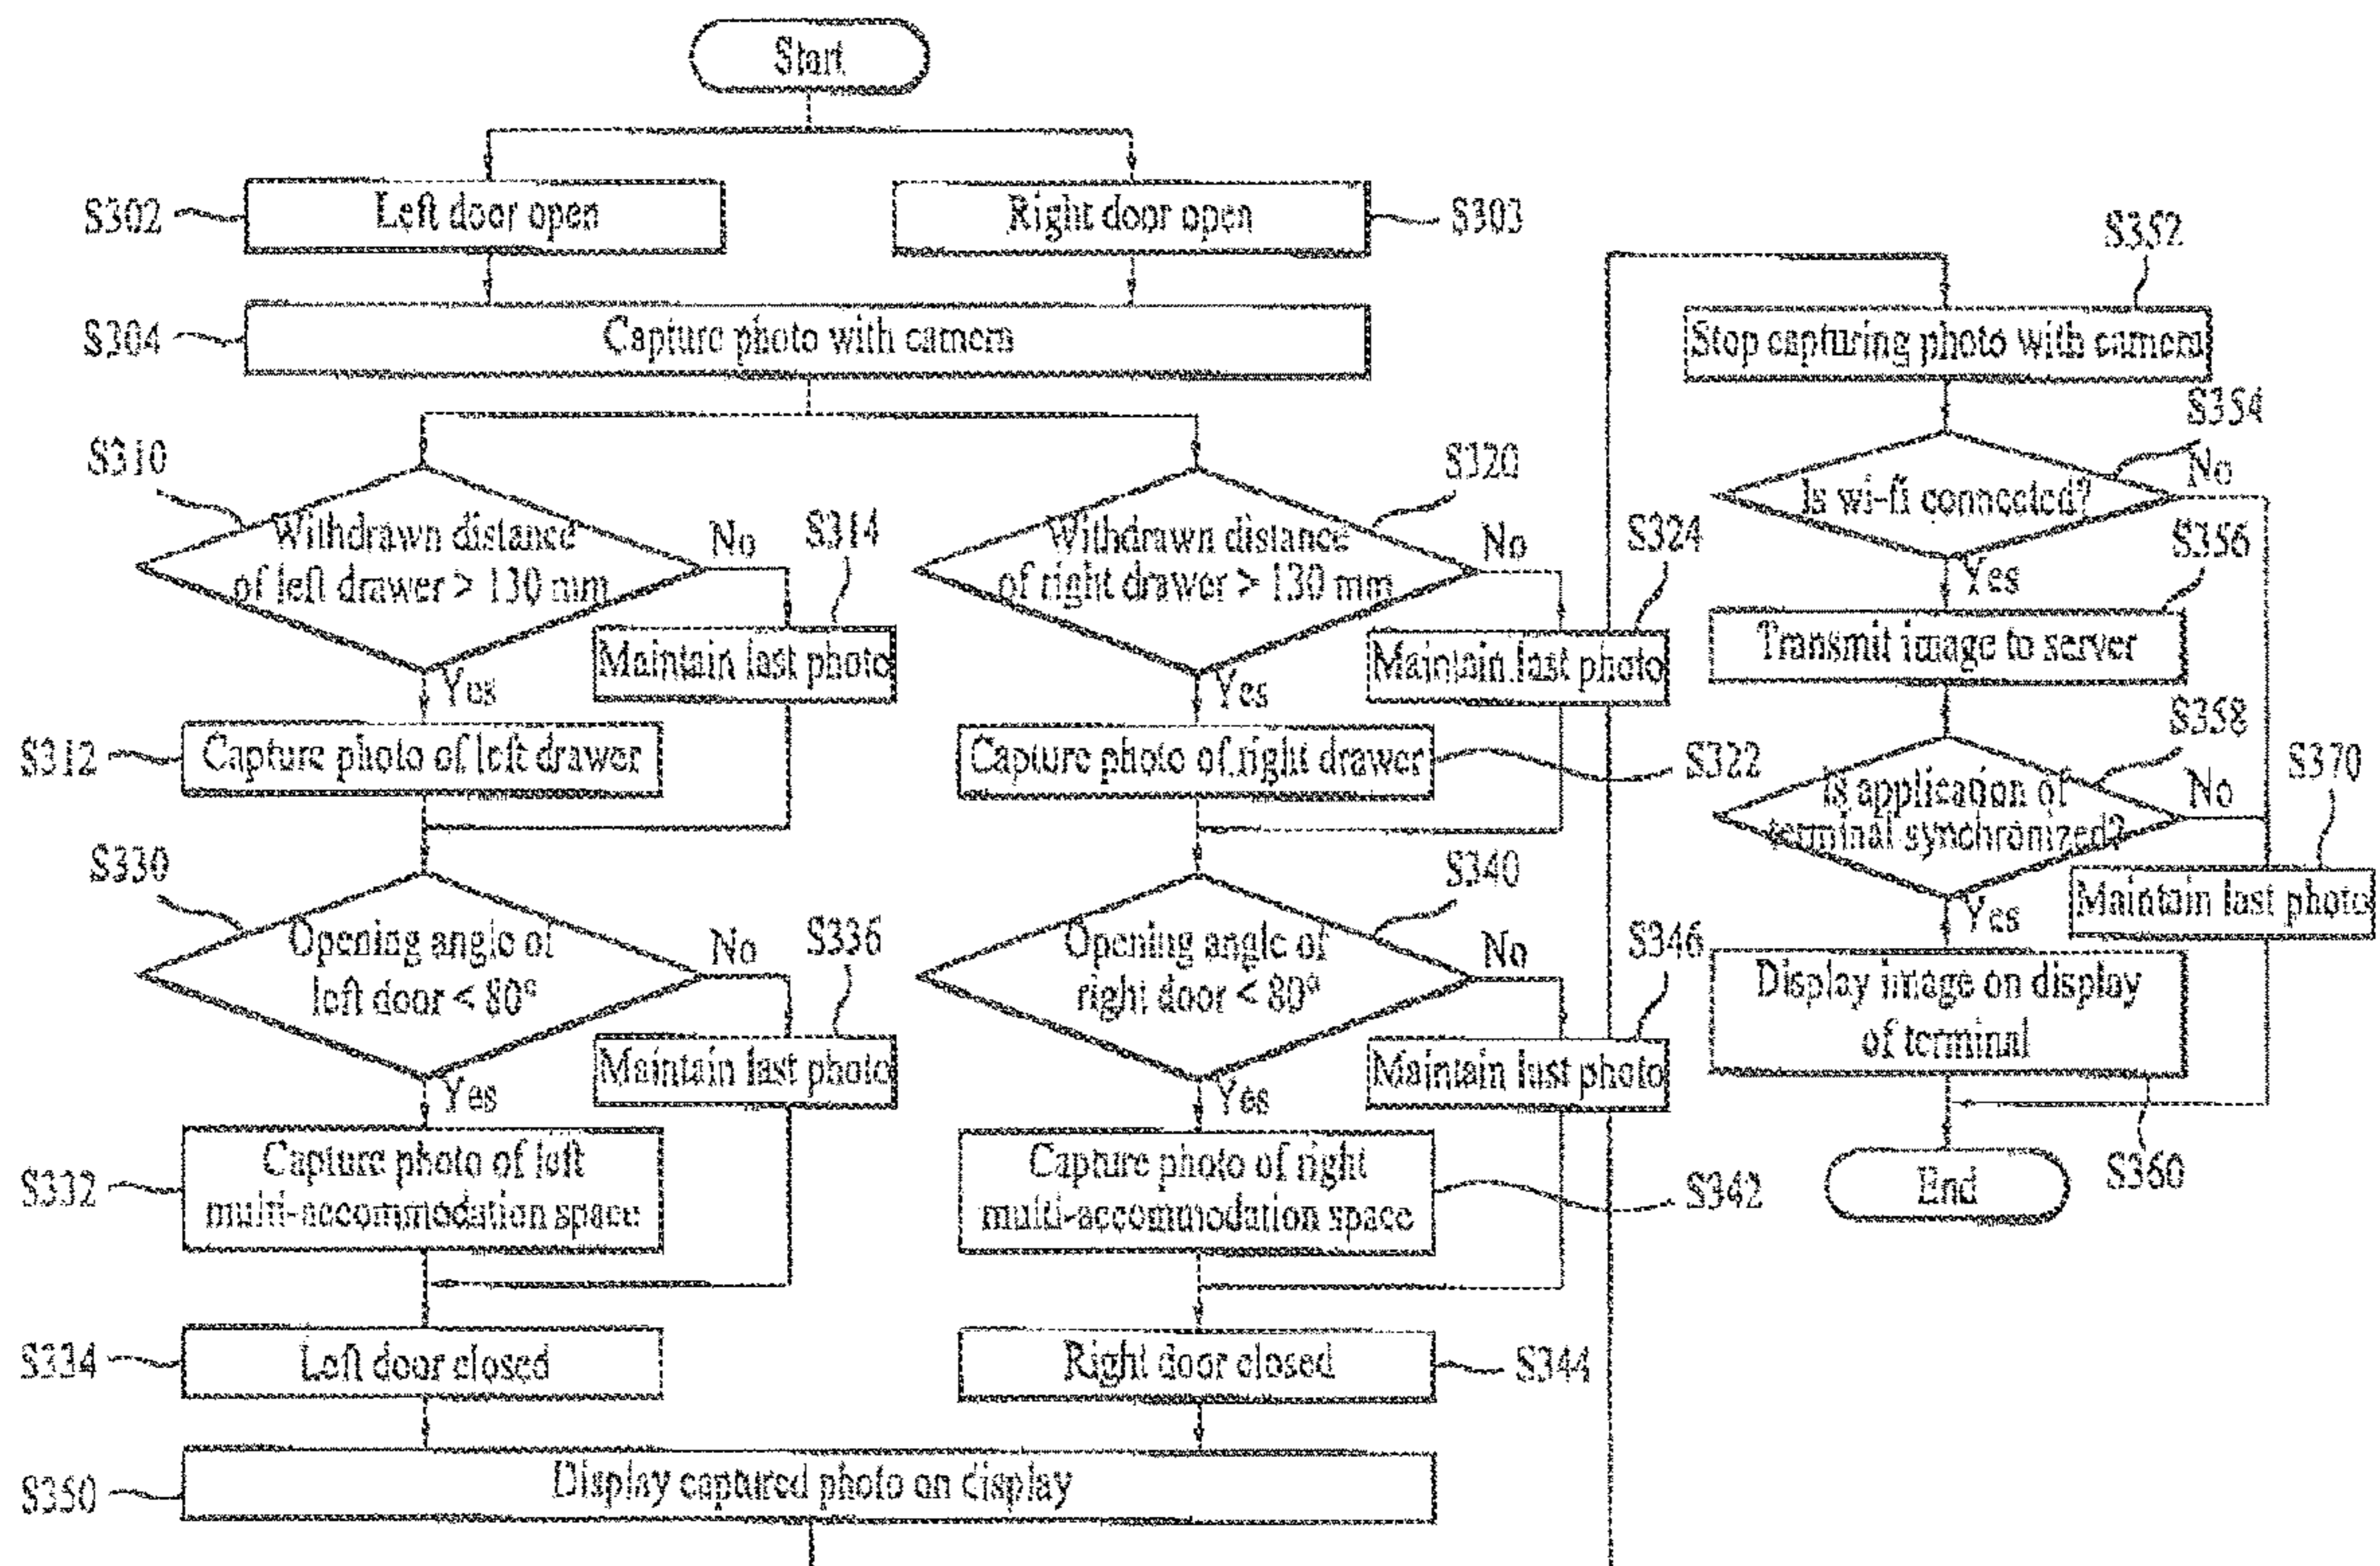 Start
S302
Left door open
Right door open
S303
S304
Capture photo with camera
S310
Withdrawn distance
of left drawer > 130 mm
No
S314
Maintain last photo
Yes
S312
Capture photo of left drawer
S320
Withdrawn distance
of right drawer > 130 mm
No
S324
Maintain last photo
Yes
Capture photo of right drawer
S322
S330
Opening angle of
left door < 80°
No
S336
Maintain last photo
Yes
S332
Capture photo of left
multi-accommodation space
S340
Opening angle of
right door < 80°
No
S346
Maintain last photo
Yes
Capture photo of right
multi-accommodation space
S342
S334
Left door closed
Right door closed
S344
S350
Display captured photo on display
S352
Stop capturing photo with camera
S354
Is wi-fi connected?
No
Yes
S356
Transmit image to server
S358
Is application of
terminal synchronized?
No
S370
Maintain last photo
Yes
Display image on display
of terminal
S360
End